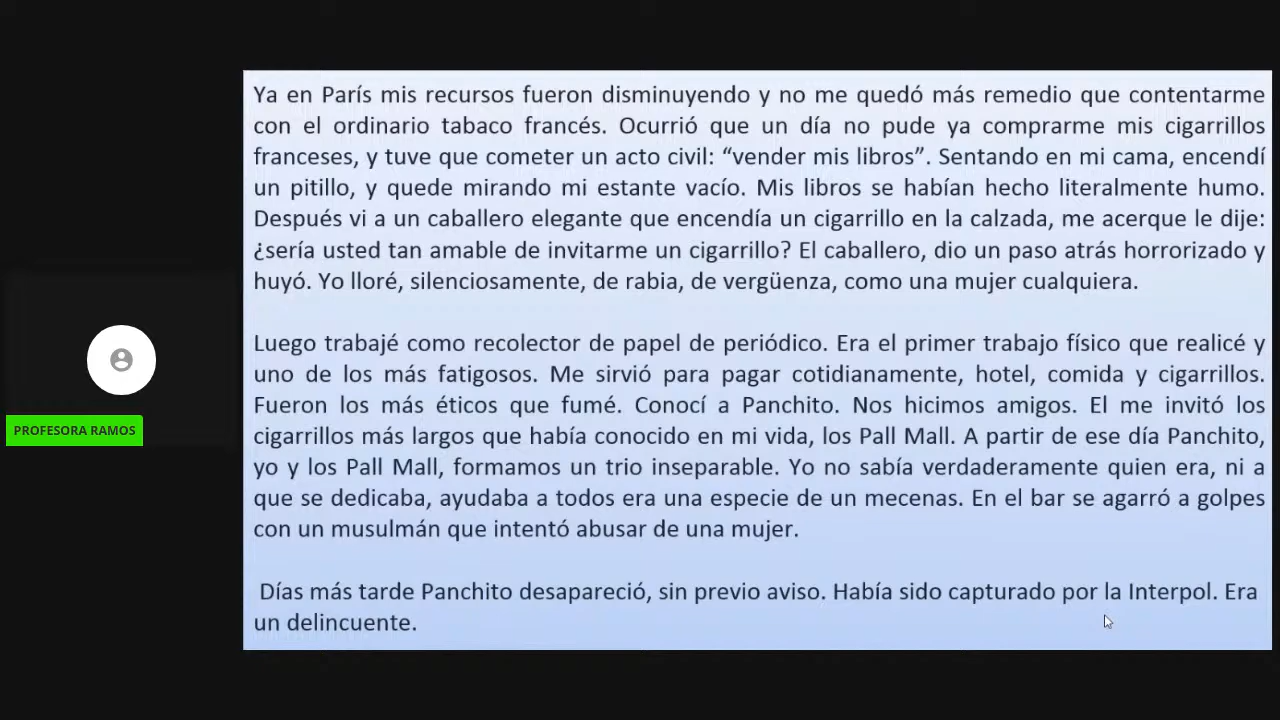 Ya en París mis recursos fueron disminuyendo y no me quedó más remedio que contentarme
con el ordinario tabaco francés. Ocurrió que un día no pude ya comprarme mis cigarrillos
franceses, y tuve que cometer un acto civil: “vender mis libros”. Sentando en mi cama, encendí
un pitillo, y quede mirando mi estante vacío. Mis libros se habían hecho literalmente humo.
Después vi a un caballero elegante que encendía un cigarrillo en la calzada, me acerque le dije:
¿sería usted tan amable de invitarme un cigarrillo? El caballero, dio un paso atrás horrorizado y
huyó. Yo lloré, silenciosamente, de rabia, de vergüenza, como una mujer cualquiera.
Luego trabajé como recolector de papel de periódico. Era el primer trabajo físico que realicé y
uno de los más fatigosos. Me sirvió para pagar cotidianamente, hotel, comida y cigarrillos.
Fueron los más éticos que fumé. Conocí a Panchito. Nos hicimos amigos. El me invitó los
cigarrillos más largos que había conocido en mi vida, los Pall Mall. A partir de ese día Panchito,
yo y los Pall Mall, formamos un trio inseparable. Yo no sabía verdaderamente quien era, ni a
que se dedicaba, ayudaba a todos era una especie de un mecenas. En el bar se agarró a golpes
con un musulmán que intentó abusar de una mujer.
Días más tarde Panchito desapareció, sin previo aviso. Había sido capturado por la Interpol. Era
un delincuente.
PROFESORA RAMOS